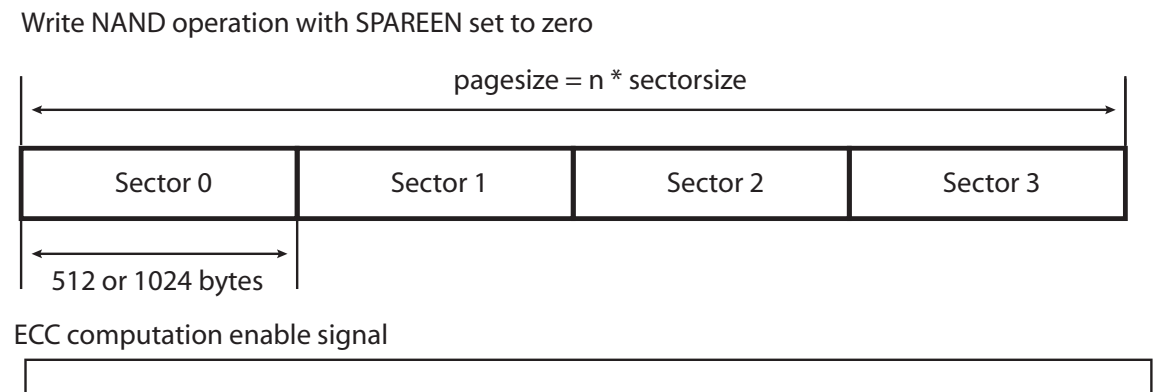 Write NAND operation with SPAREEN set to zero
pagesize = n * sectorsize
Sector 0 Sector 1 Sector 2 Sector 3
512 or 1024 bytes
ECC computation enable signal